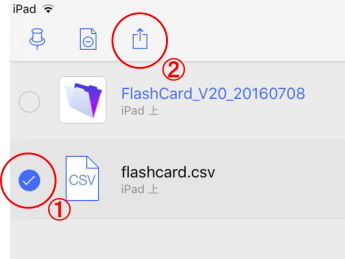 iPad
②
FlashCard_V20_20160708
iPad 上
CSV
flashcard.csv
iPad 上
①